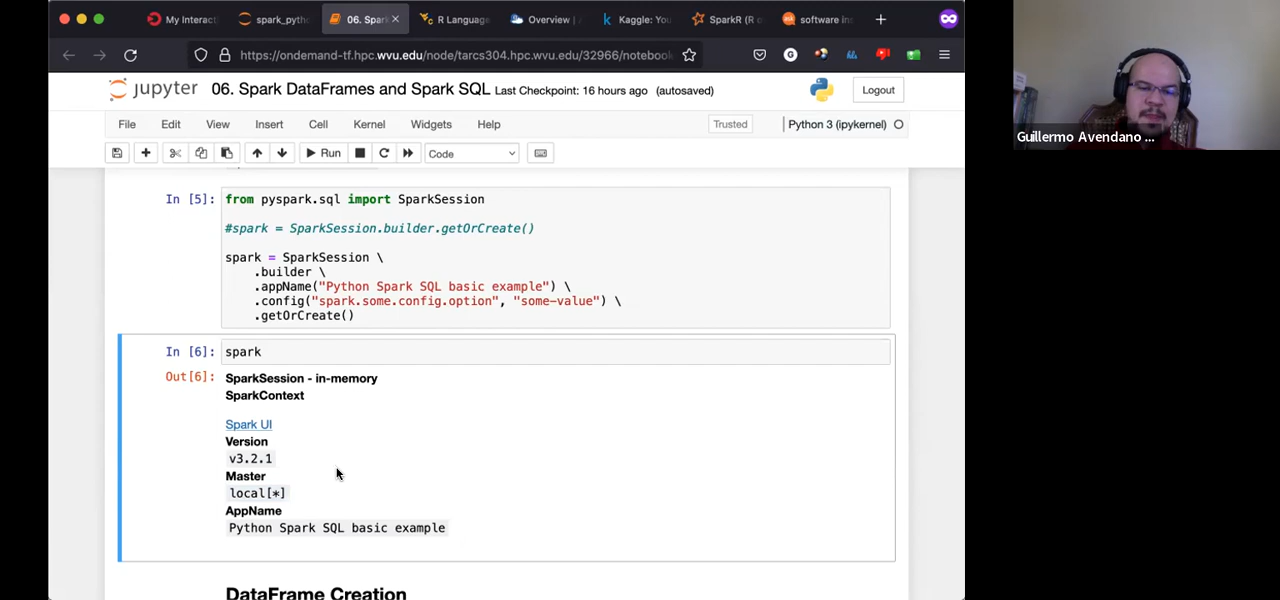 My Interact
spark_pytho
06. Spar
R Language
Overview |
Kaggle: You
SparkR (R o
software ins
https://ondemand-tf.hpc.wvu.edu/node/tarcs304.hpc.wvu.edu/32966/notebook
jupyter 06. Spark DataFrames and Spark SQL Last Checkpoint: 16 hours ago (autosaved)
Logout
File Edit View Insert Cell Kernel Widgets Help
Trusted
Python 3 (ipykernel)
Run
Code
In [5]: from pyspark.sql import SparkSession
#spark = SparkSession.builder.getOrCreate()
spark = SparkSession \
.builder \
.appName("Python Spark SQL basic example") \
.config("spark.some.config.option", "some-value") \
.getOrCreate()
In [6]: spark
Out[6]: SparkSession - in-memory
SparkContext
Spark UI
Version
v3.2.1
Master
local[*]
AppName
Python Spark SQL basic example
DataFrame Creation
Guillermo Avendano ...